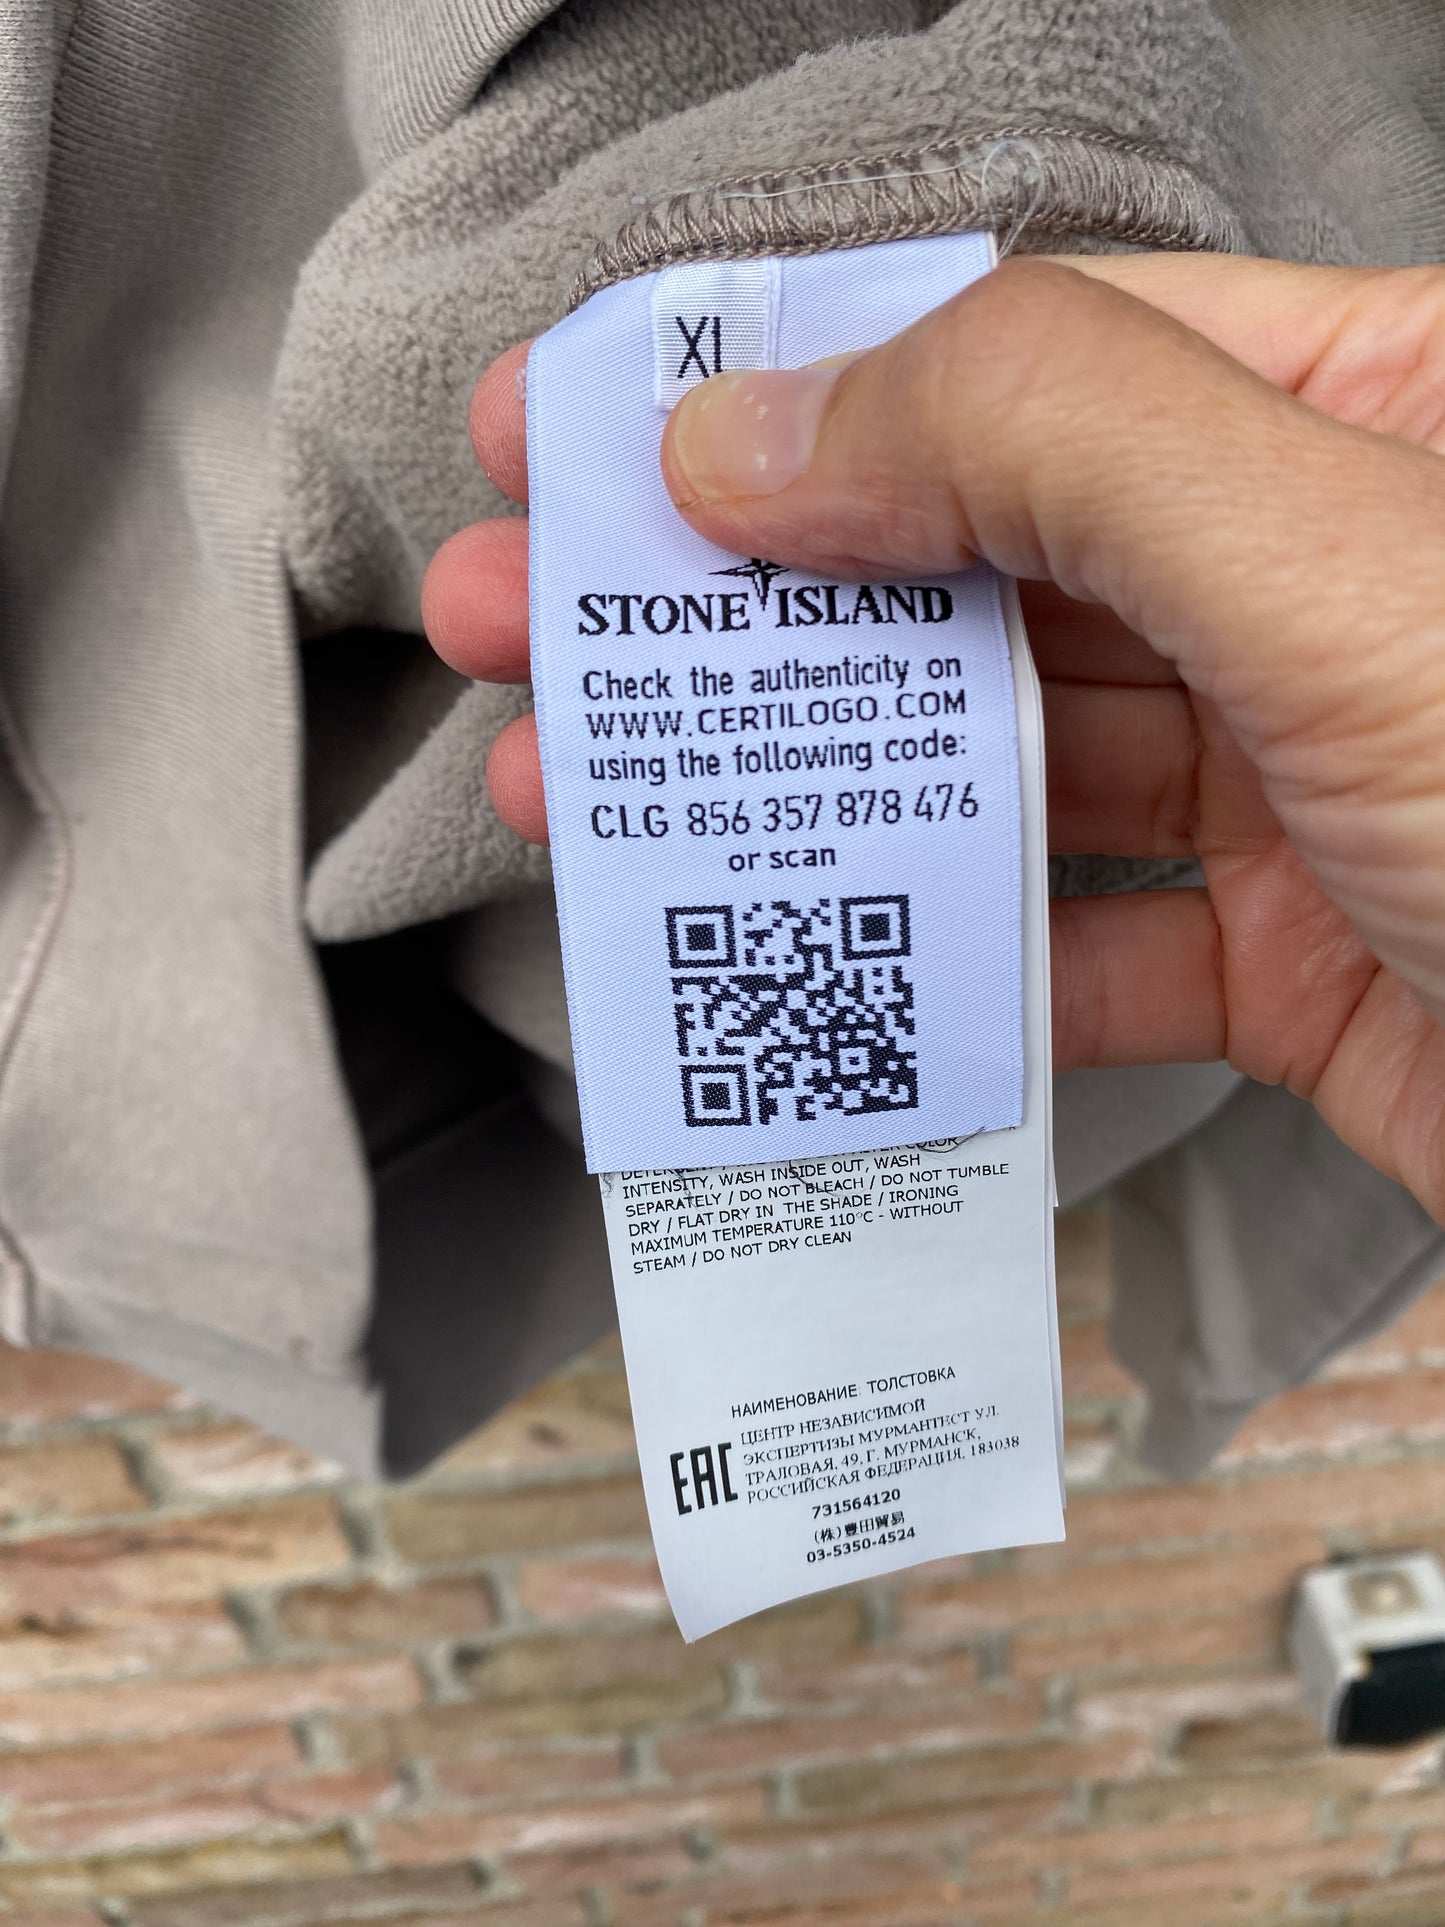 XL
STONE ISLAND
Check the authenticity on
WWW.CERTILOGO.COM
using the following code:
CLG 856 357 878 476
or scan
COLOR
INTENSITY, WASH INSIDE OUT, WASH
SEPARATELY / DO NOT BLEACH / DO NOT TUMBLE
DRY / FLAT DRY IN THE SHADE / IRONING
MAXIMUM TEMPERATURE 110°C - WITHOUT
STEAM / DO NOT DRY CLEAN
НАИМЕНОВАНИЕ: ТОЛСТОВКА
ЦЕНТР НЕЗАВИСИМОЙ
ЭКСПЕРТИЗЫ МУРМАНТЕСТ УЛ.
ТРАЛОВАЯ, 49, Г. МУРМАНСК,
РОССИЙСКАЯ ФЕДЕРАЦИЯ, 183038
EAC
731564120
(株)豊田貿易
03-5350-4524